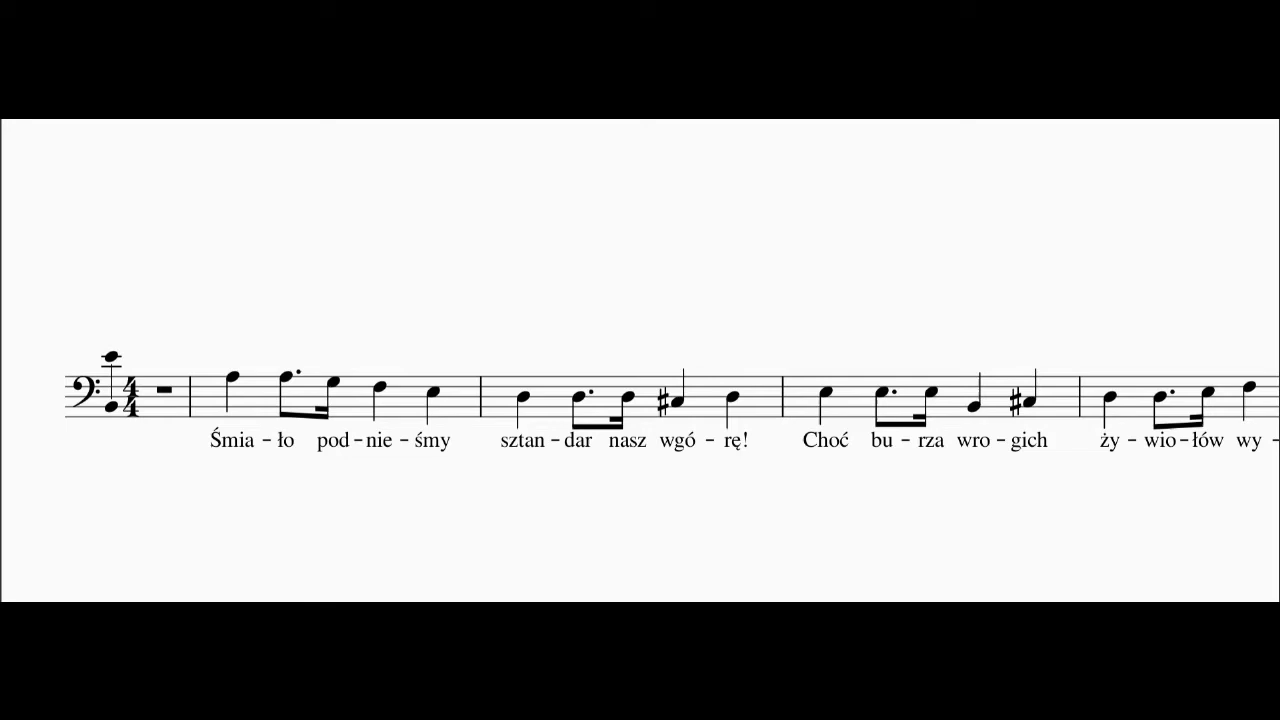 Śmia – ło pod – nie – śmy sztan – dar nasz wgó – rę! Choć bu – rza wro – gich ży – wio – łów wy –